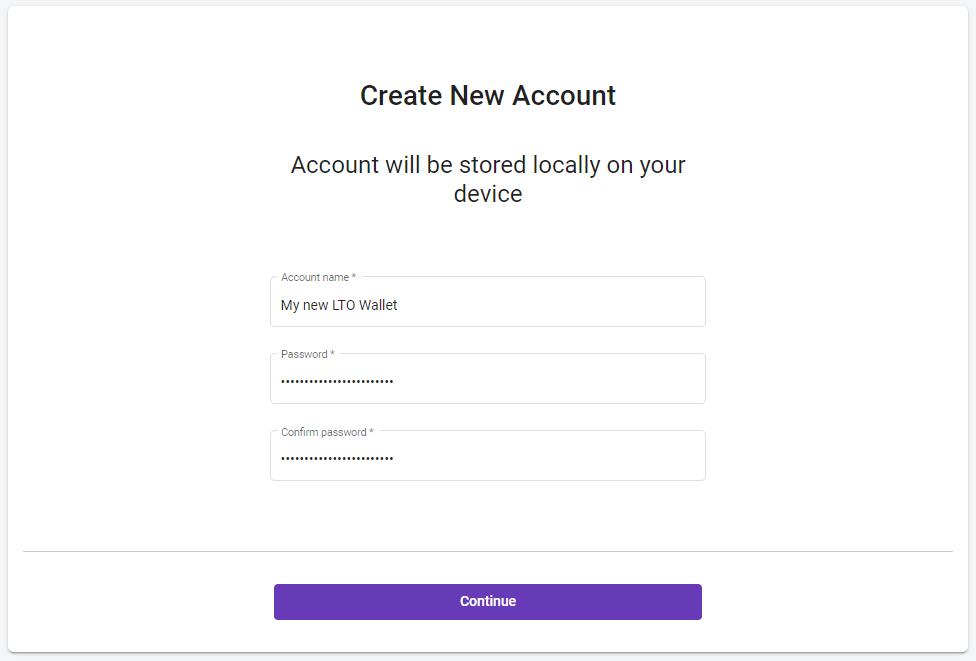 Create New Account
Account will be stored locally on your
device
Account name *
My new LTO Wallet
Password *
••••••••••••••••••••••••
Confirm password *
••••••••••••••••••••••••
Continue